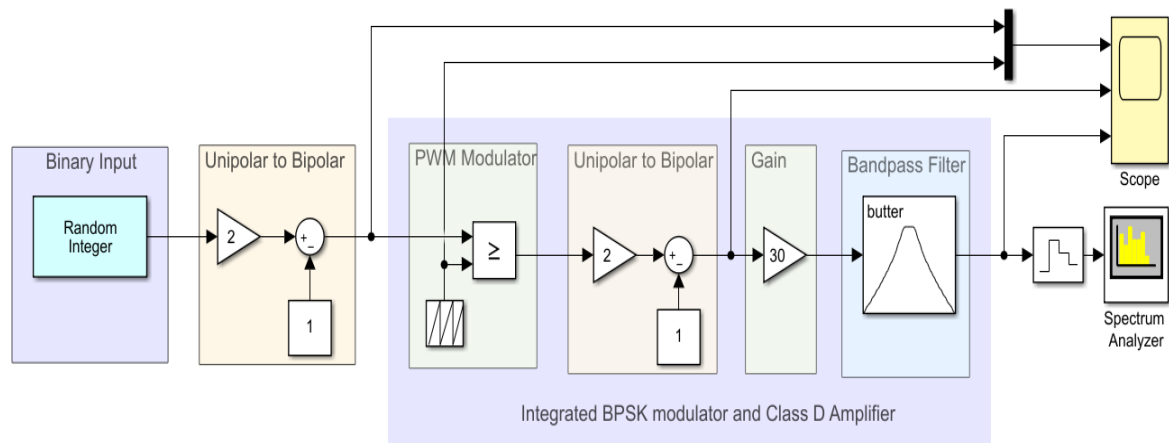 Binary Input
Random
Integer
Unipolar to Bipolar
2
+
−
1
PWM Modulator
≥
Unipolar to Bipolar
2
+
−
1
Gain
30
Bandpass Filter
butter
Integrated BPSK modulator and Class D Amplifier
Scope
Spectrum
Analyzer